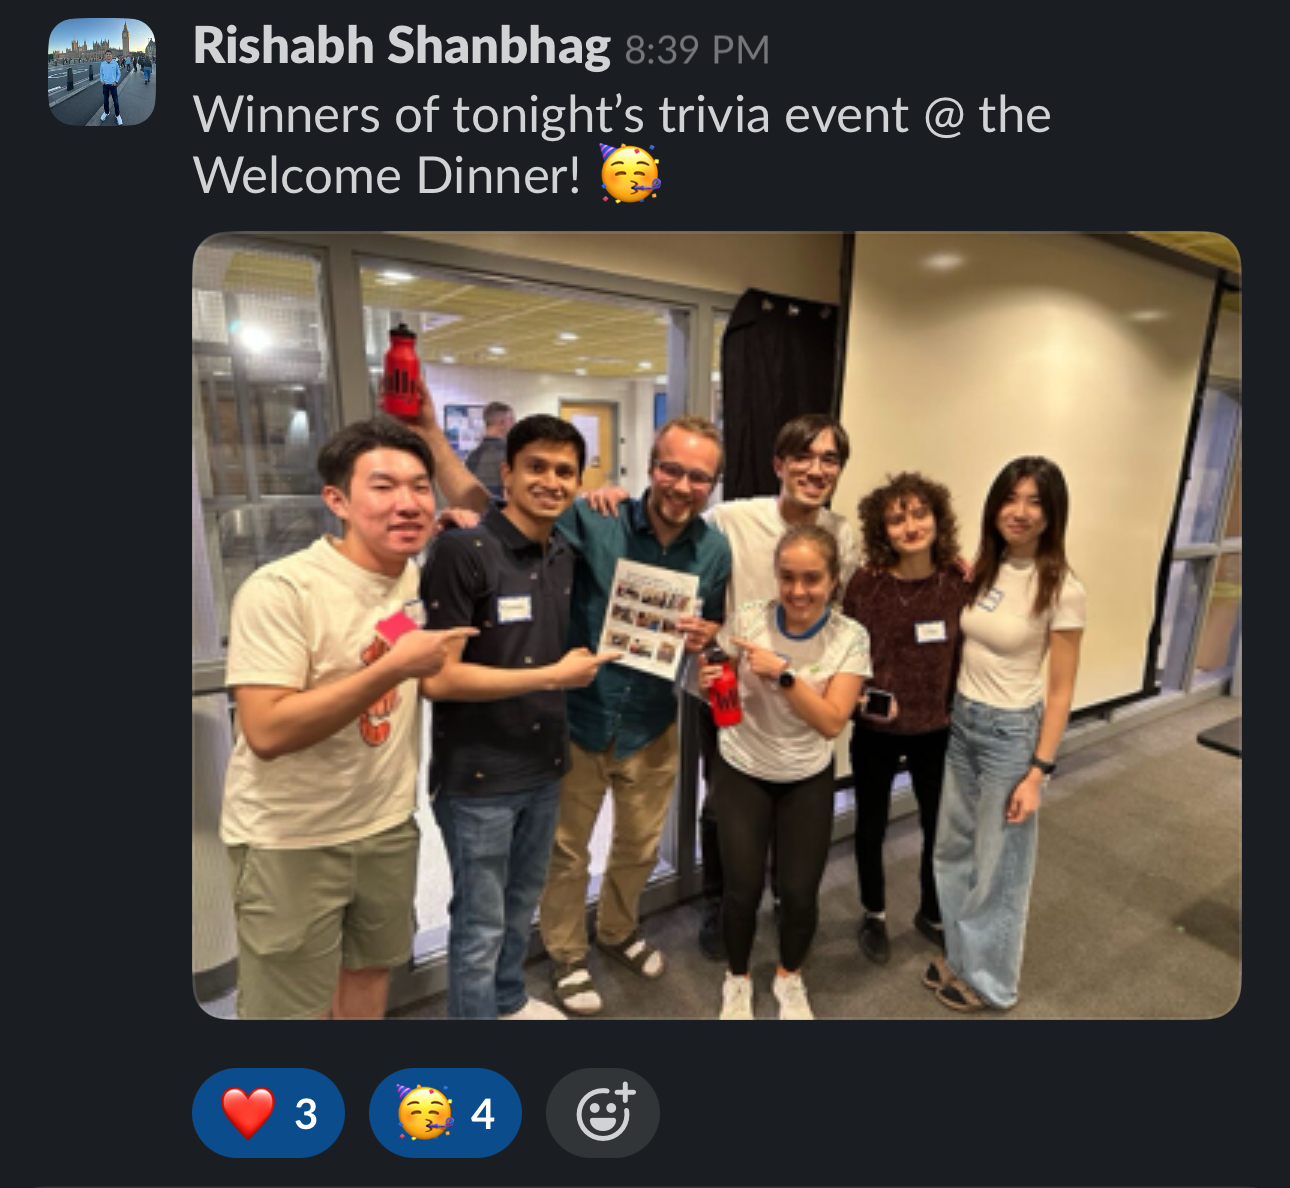 Rishabh Shanbhag 8:39 PM
Winners of tonight’s trivia event @ the
Welcome Dinner! 🥳
❤️ 3 🥳 4